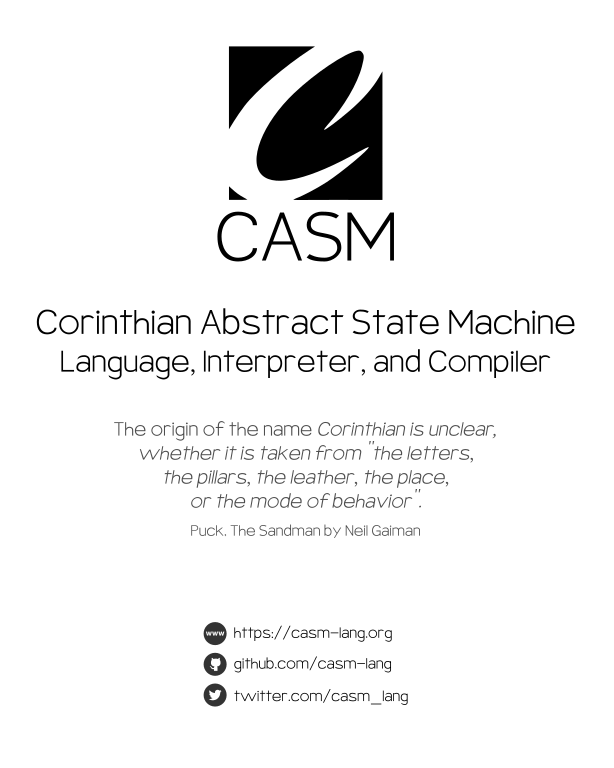 CASM
Corinthian Abstract State Machine
Language, Interpreter, and Compiler
The origin of the name Corinthian is unclear,
whether it is taken from "the letters,
the pillars, the leather, the place,
or the mode of behavior".
Puck. The Sandman by Neil Gaiman
www https://casm-lang.org
github.com/casm-lang
twitter.com/casm_lang